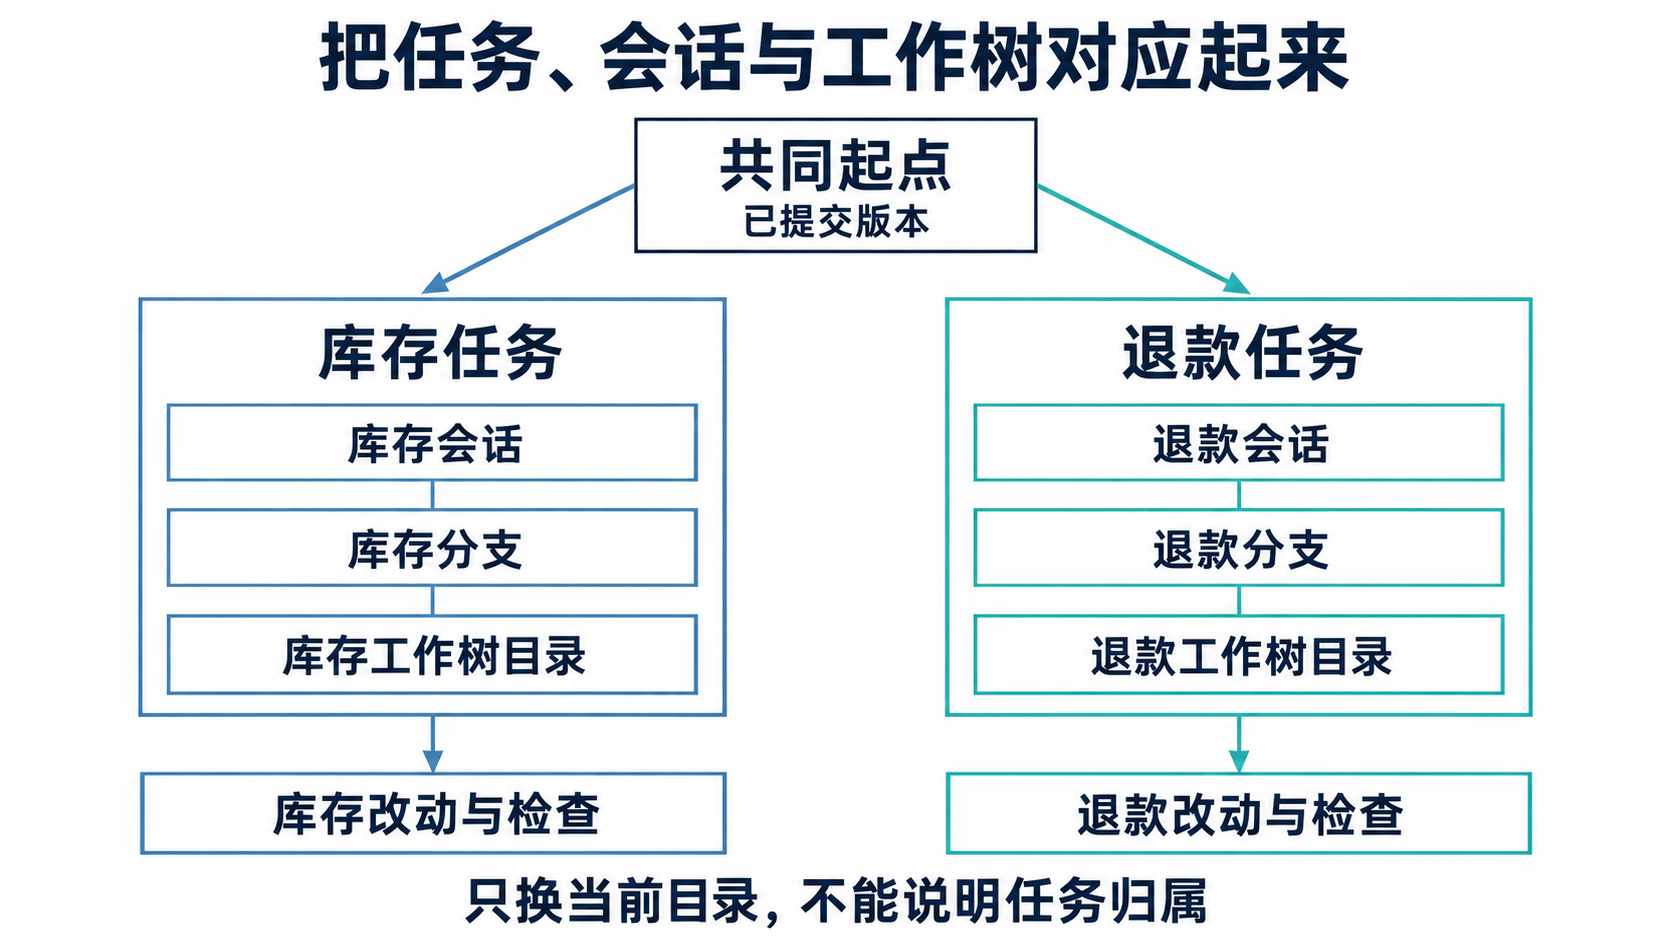 把任务、会话与工作树对应起来
共同起点
已提交版本
库存任务
库存会话
库存分支
库存工作树目录
库存改动与检查
退款任务
退款会话
退款分支
退款工作树目录
退款改动与检查
只换当前目录，不能说明任务归属